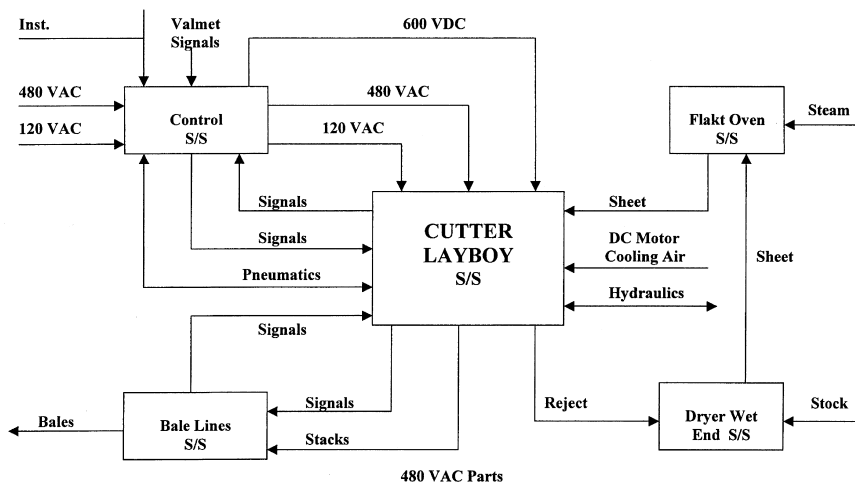 Inst.
Valmet
Signals
600 VDC
480 VAC
120 VAC
Control
S/S
480 VAC
120 VAC
Flakt Oven
S/S
Steam
Signals
Signals
Pneumatics
Signals
CUTTER
LAYBOY
S/S
Sheet
DC Motor
Cooling Air
Hydraulics
Sheet
Bales
Bale Lines
S/S
Signals
Stacks
Reject
Dryer Wet
End S/S
Stock
480 VAC Parts